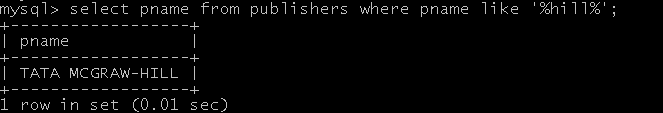 mysql> select pname from publishers where pname like '%hill%';
+------------------+
| pname            |
+------------------+
| TATA MCGRAW-HILL |
+------------------+
1 row in set (0.01 sec)